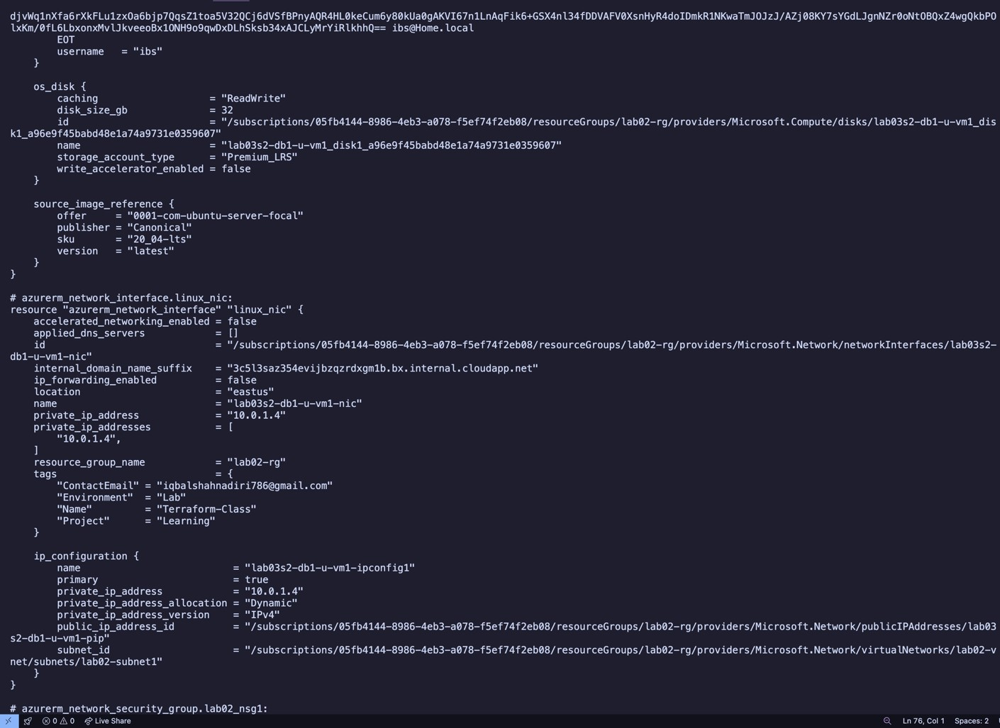 djvWq1nXfa6rXkFLu1zxOa6bjp7QqsZ1toa5V32QCj6dVSfBPnyAQR4HL0keCum6y80kUa0gAKVI67n1LnAqFik6+GSX4nl34fDDVAFV0XsnHyR4doIDmkR1NKwaTmJOJzJ/AZj08KY7sYGdLJgnNZr0oNtOBQxZ4wgQkbPO
lxKm/0fL6LbxonxMvlJkveeoBx1ONH9o9qwDxDLhSksb34xAJCLyMrYiRlkhhQ== ibs@Home.local
EOT
username   = "ibs"
}
os_disk {
caching                   = "ReadWrite"
disk_size_gb              = 32
id                        = "/subscriptions/05fb4144-8986-4eb3-a078-f5ef74f2eb08/resourceGroups/lab02-rg/providers/Microsoft.Compute/disks/lab03s2-db1-u-vm1_dis
k1_a96e9f45babd48e1a74a9731e0359607"
name                      = "lab03s2-db1-u-vm1_disk1_a96e9f45babd48e1a74a9731e0359607"
storage_account_type      = "Premium_LRS"
write_accelerator_enabled = false
}
source_image_reference {
offer     = "0001-com-ubuntu-server-focal"
publisher = "Canonical"
sku       = "20_04-lts"
version   = "latest"
}
}
# azurerm_network_interface.linux_nic:
resource "azurerm_network_interface" "linux_nic" {
accelerated_networking_enabled = false
applied_dns_servers            = []
id                             = "/subscriptions/05fb4144-8986-4eb3-a078-f5ef74f2eb08/resourceGroups/lab02-rg/providers/Microsoft.Network/networkInterfaces/lab03s2-
db1-u-vm1-nic"
internal_domain_name_suffix    = "3c5l3saz354evijbzqzrdxgm1b.bx.internal.cloudapp.net"
ip_forwarding_enabled          = false
location                       = "eastus"
name                           = "lab03s2-db1-u-vm1-nic"
private_ip_address             = "10.0.1.4"
private_ip_addresses           = [
"10.0.1.4",
]
resource_group_name            = "lab02-rg"
tags                           = {
"ContactEmail" = "iqbalshahnadiri786@gmail.com"
"Environment"  = "Lab"
"Name"         = "Terraform-Class"
"Project"      = "Learning"
}
ip_configuration {
name                          = "lab03s2-db1-u-vm1-ipconfig1"
primary                       = true
private_ip_address            = "10.0.1.4"
private_ip_address_allocation = "Dynamic"
private_ip_address_version    = "IPv4"
public_ip_address_id          = "/subscriptions/05fb4144-8986-4eb3-a078-f5ef74f2eb08/resourceGroups/lab02-rg/providers/Microsoft.Network/publicIPAddresses/lab03
s2-db1-u-vm1-pip"
subnet_id                     = "/subscriptions/05fb4144-8986-4eb3-a078-f5ef74f2eb08/resourceGroups/lab02-rg/providers/Microsoft.Network/virtualNetworks/lab02-v
net/subnets/lab02-subnet1"
}
}
# azurerm_network_security_group.lab02_nsg1:
0 0 Live Share Ln 76, Col 1 Spaces: 2